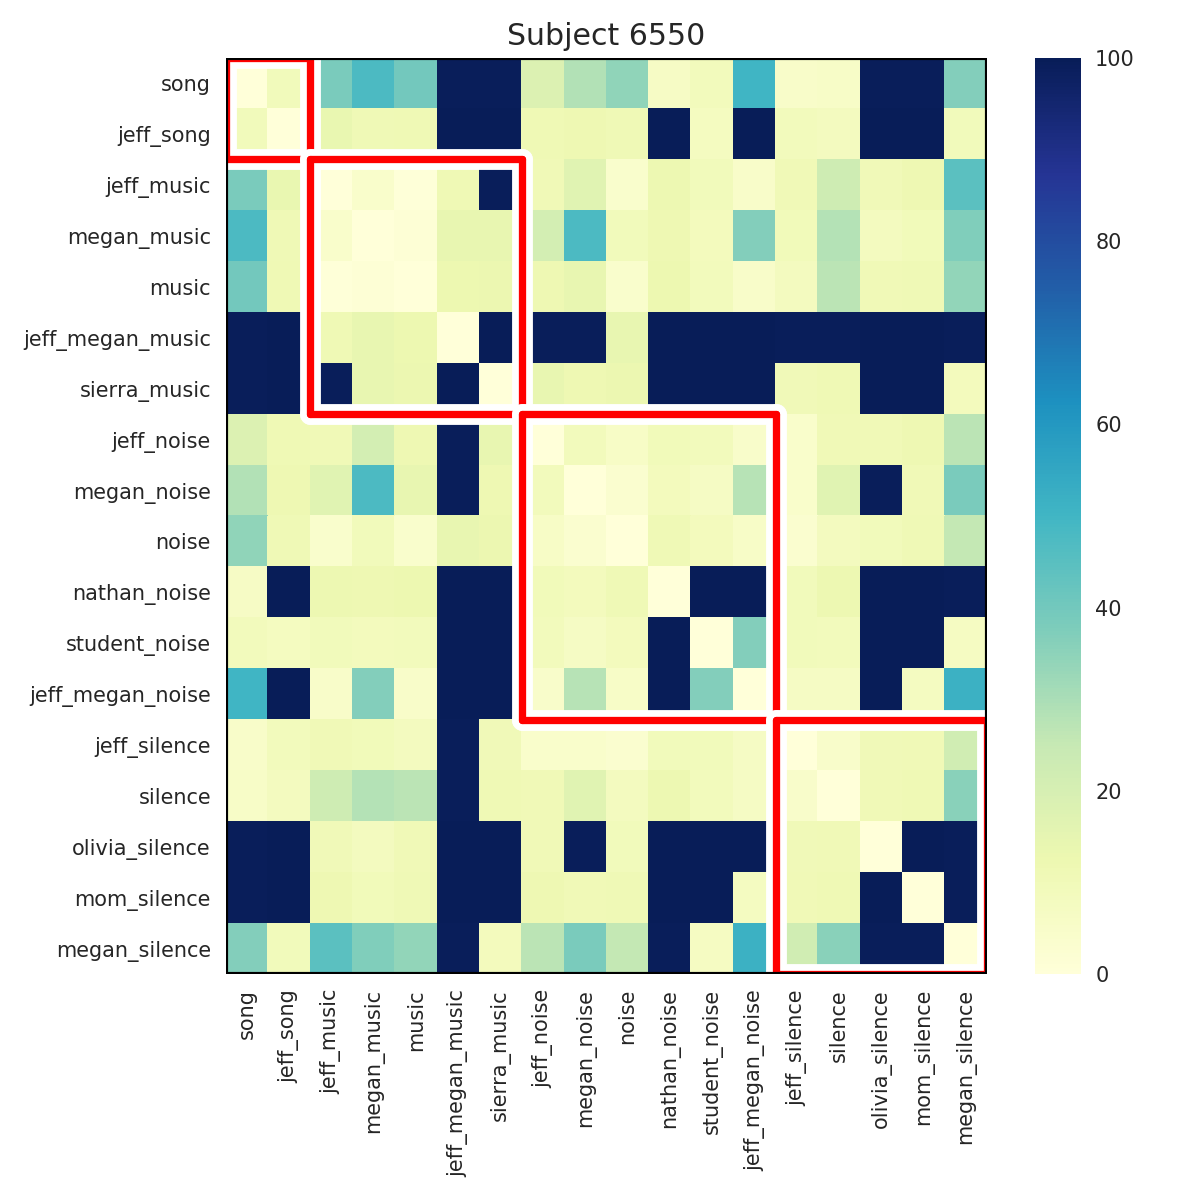 Subject 6550
song
jeff_song
jeff_music
megan_music
music
jeff_megan_music
sierra_music
jeff_noise
megan_noise
noise
nathan_noise
student_noise
jeff_megan_noise
jeff_silence
silence
olivia_silence
mom_silence
megan_silence
song
jeff_song
jeff_music
megan_music
music
jeff_megan_music
sierra_music
jeff_noise
megan_noise
noise
nathan_noise
student_noise
jeff_megan_noise
jeff_silence
silence
olivia_silence
mom_silence
megan_silence
100
80
60
40
20
0